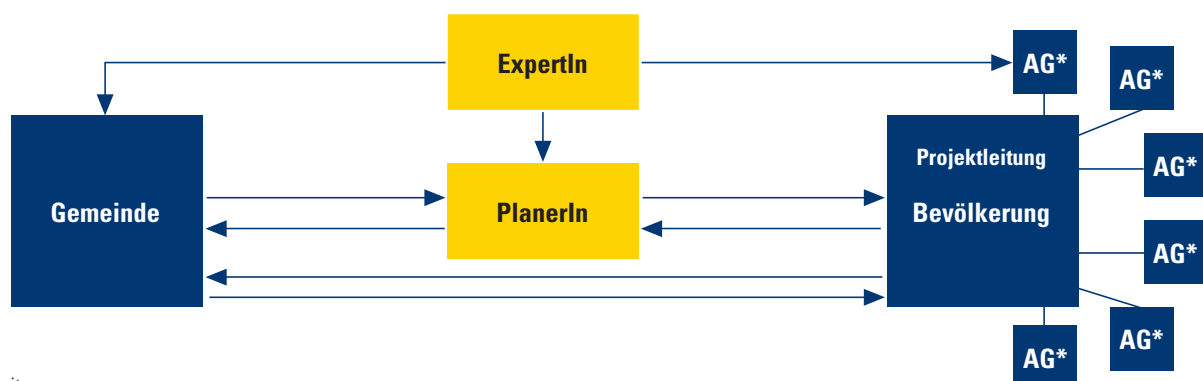 ExpertIn
AG*
AG*
Projektleitung
AG*
Gemeinde
PlanerIn
Bevölkerung
AG*
AG*
AG*